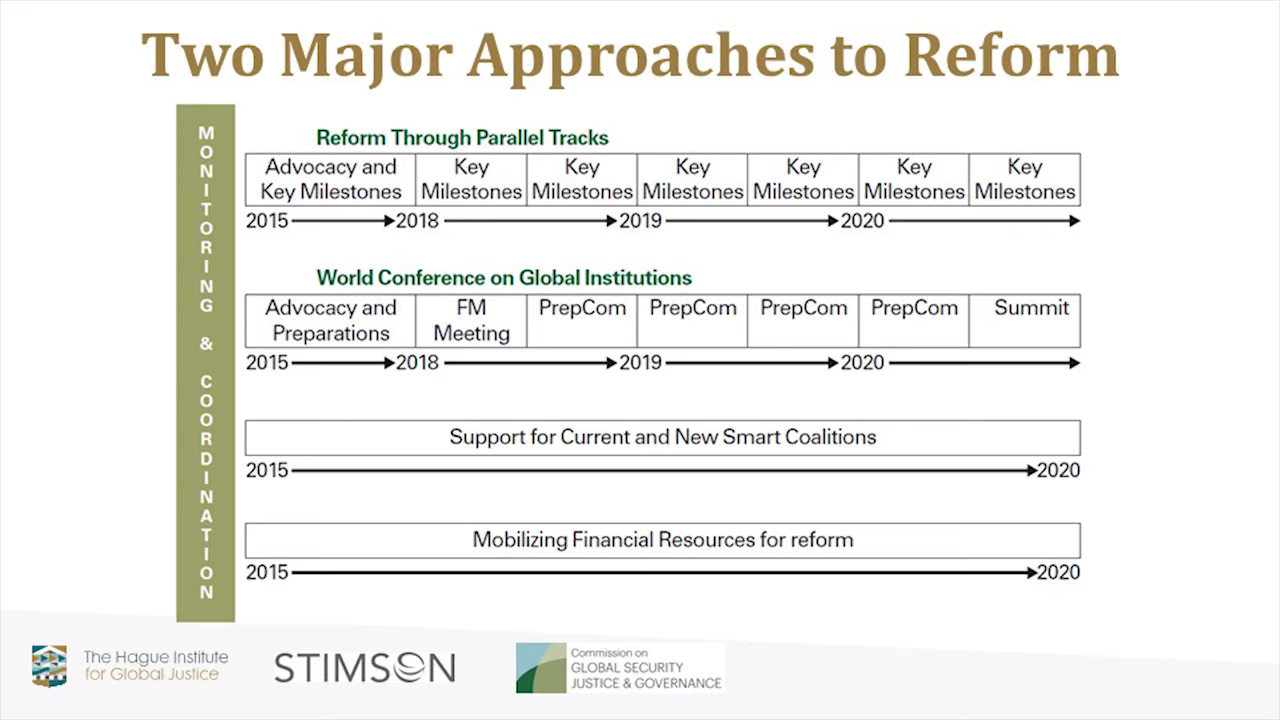 Two Major Approaches to Reform
MONITORING & COORDINATION
Reform Through Parallel Tracks
Advocacy and Key Milestones
Key Milestones
Key Milestones
Key Milestones
Key Milestones
Key Milestones
Key Milestones
2015 2018 2019 2020
World Conference on Global Institutions
Advocacy and Preparations
FM Meeting
PrepCom
PrepCom
PrepCom
PrepCom
Summit
2015 2018 2019 2020
Support for Current and New Smart Coalitions
2015 2020
Mobilizing Financial Resources for reform
2015 2020
The Hague Institute
for Global Justice
STIMSON
Commission on
GLOBAL SECURITY
JUSTICE & GOVERNANCE